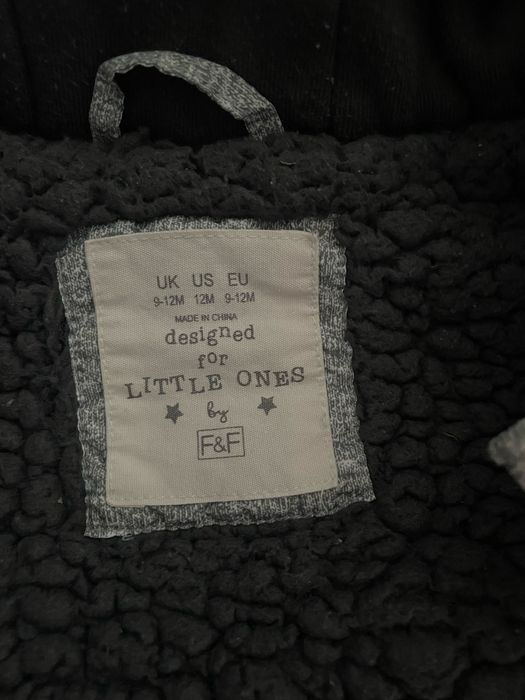 UK US EU
9-12M 12M 9-12M
MADE IN CHINA
designed
for
LITTLE ONES
by
F&F